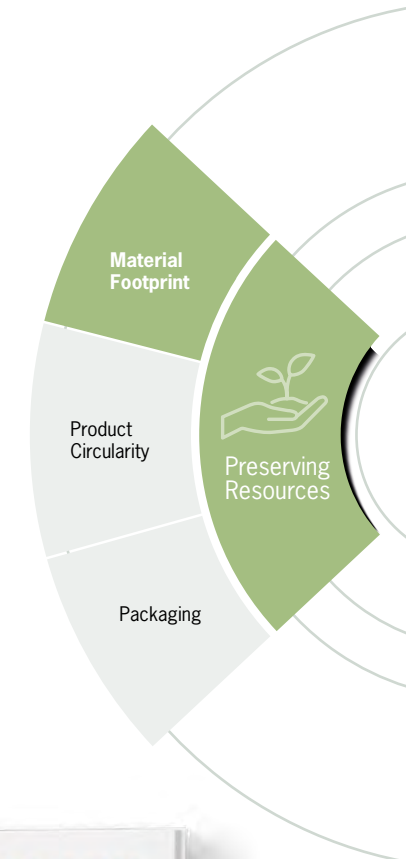 Material
Footprint
Product
Circularity
Preserving
Resources
Packaging